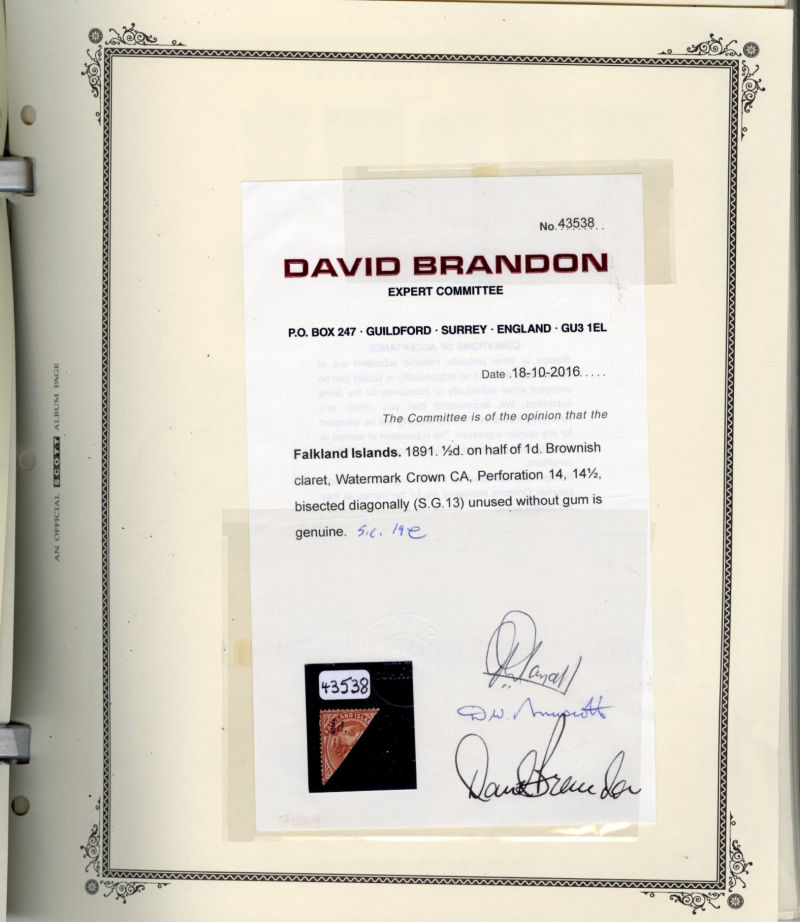 No. 43538
DAVID BRANDON
EXPERT COMMITTEE
P.O. BOX 247 · GUILDFORD · SURREY · ENGLAND · GU3 1EL
Date .18-10-2016.....
The Committee is of the opinion that the
Falkland Islands. 1891. ½d. on half of 1d. Brownish
claret, Watermark Crown CA, Perforation 14, 14½,
bisected diagonally (S.G.13) unused without gum is
genuine. S.C. 19e
43538
David Brandon
AN OFFICIAL SCOTT ALBUM PAGE